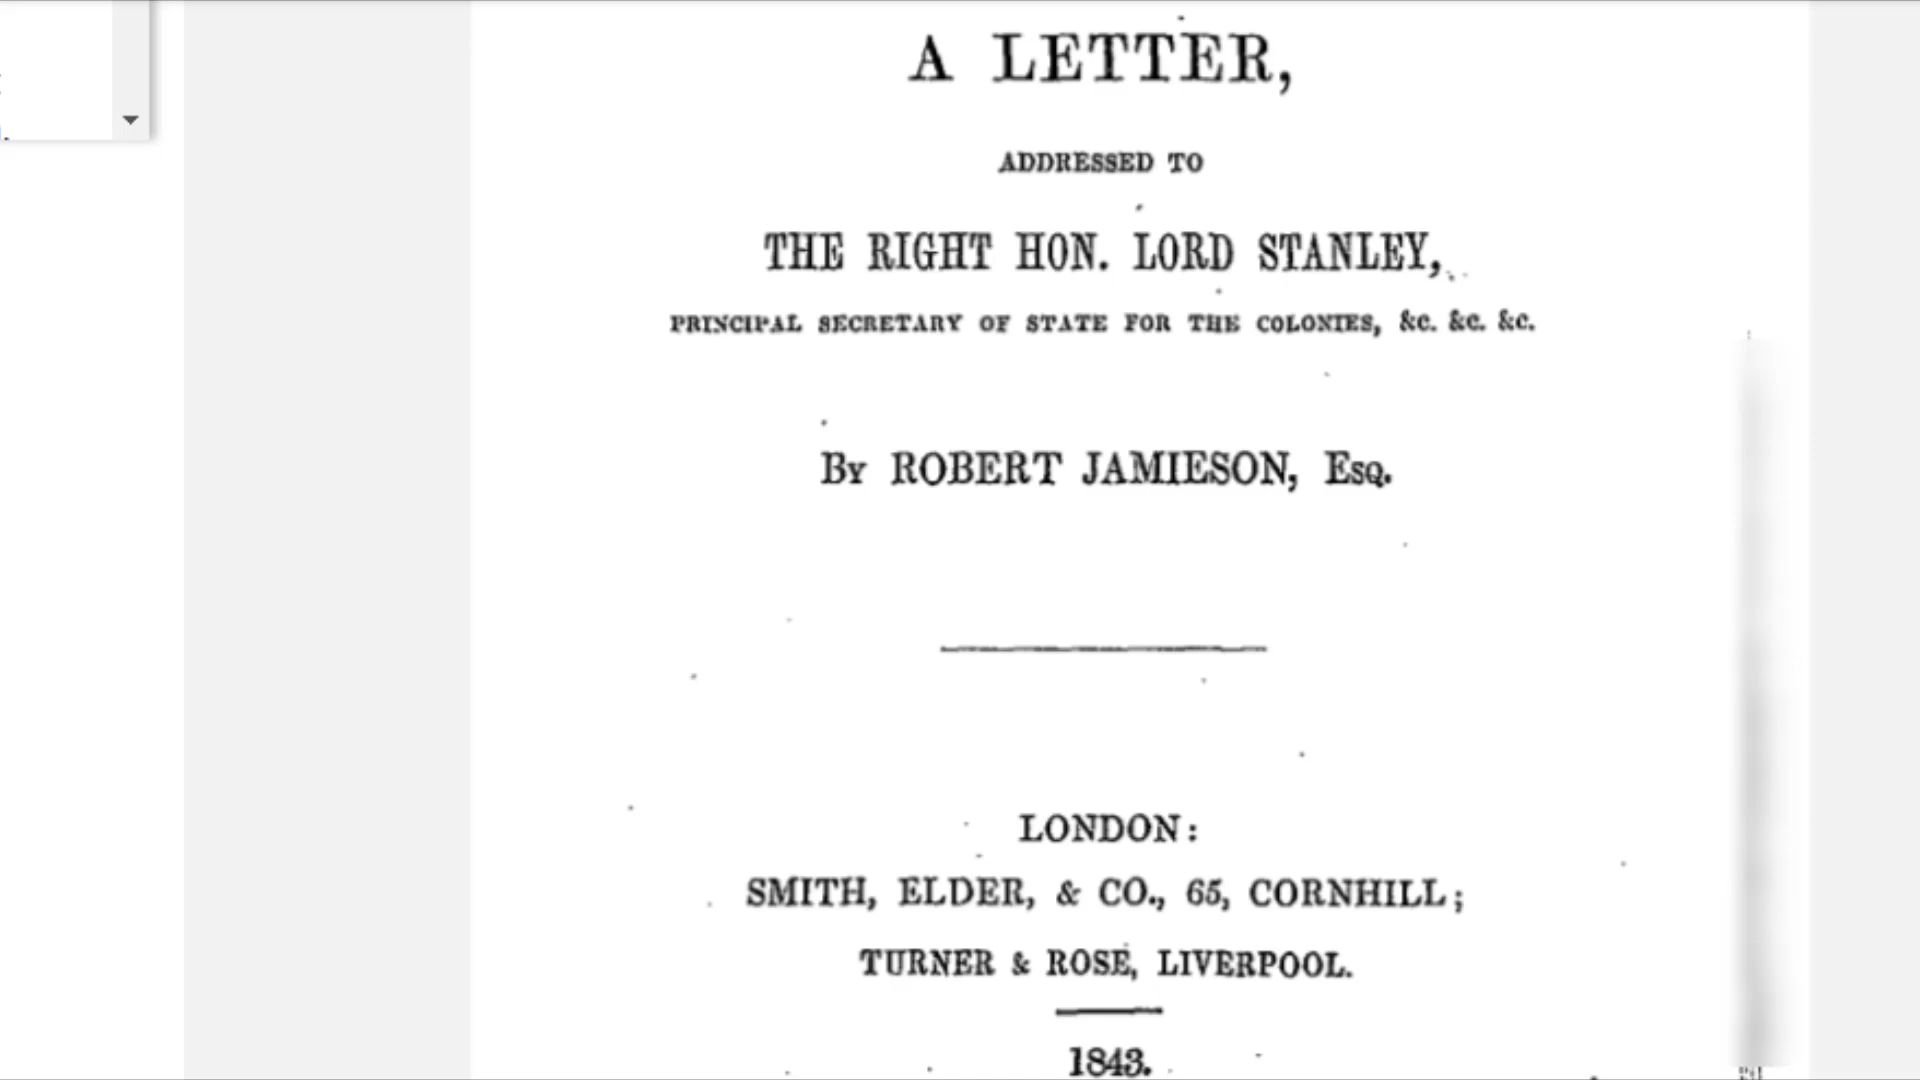 A LETTER,
ADDRESSED TO
THE RIGHT HON. LORD STANLEY,
PRINCIPAL SECRETARY OF STATE FOR THE COLONIES, &c. &c. &c.
By ROBERT JAMIESON, Esq.
LONDON:
SMITH, ELDER, & CO., 65, CORNHILL;
TURNER & ROSE, LIVERPOOL.
1843.